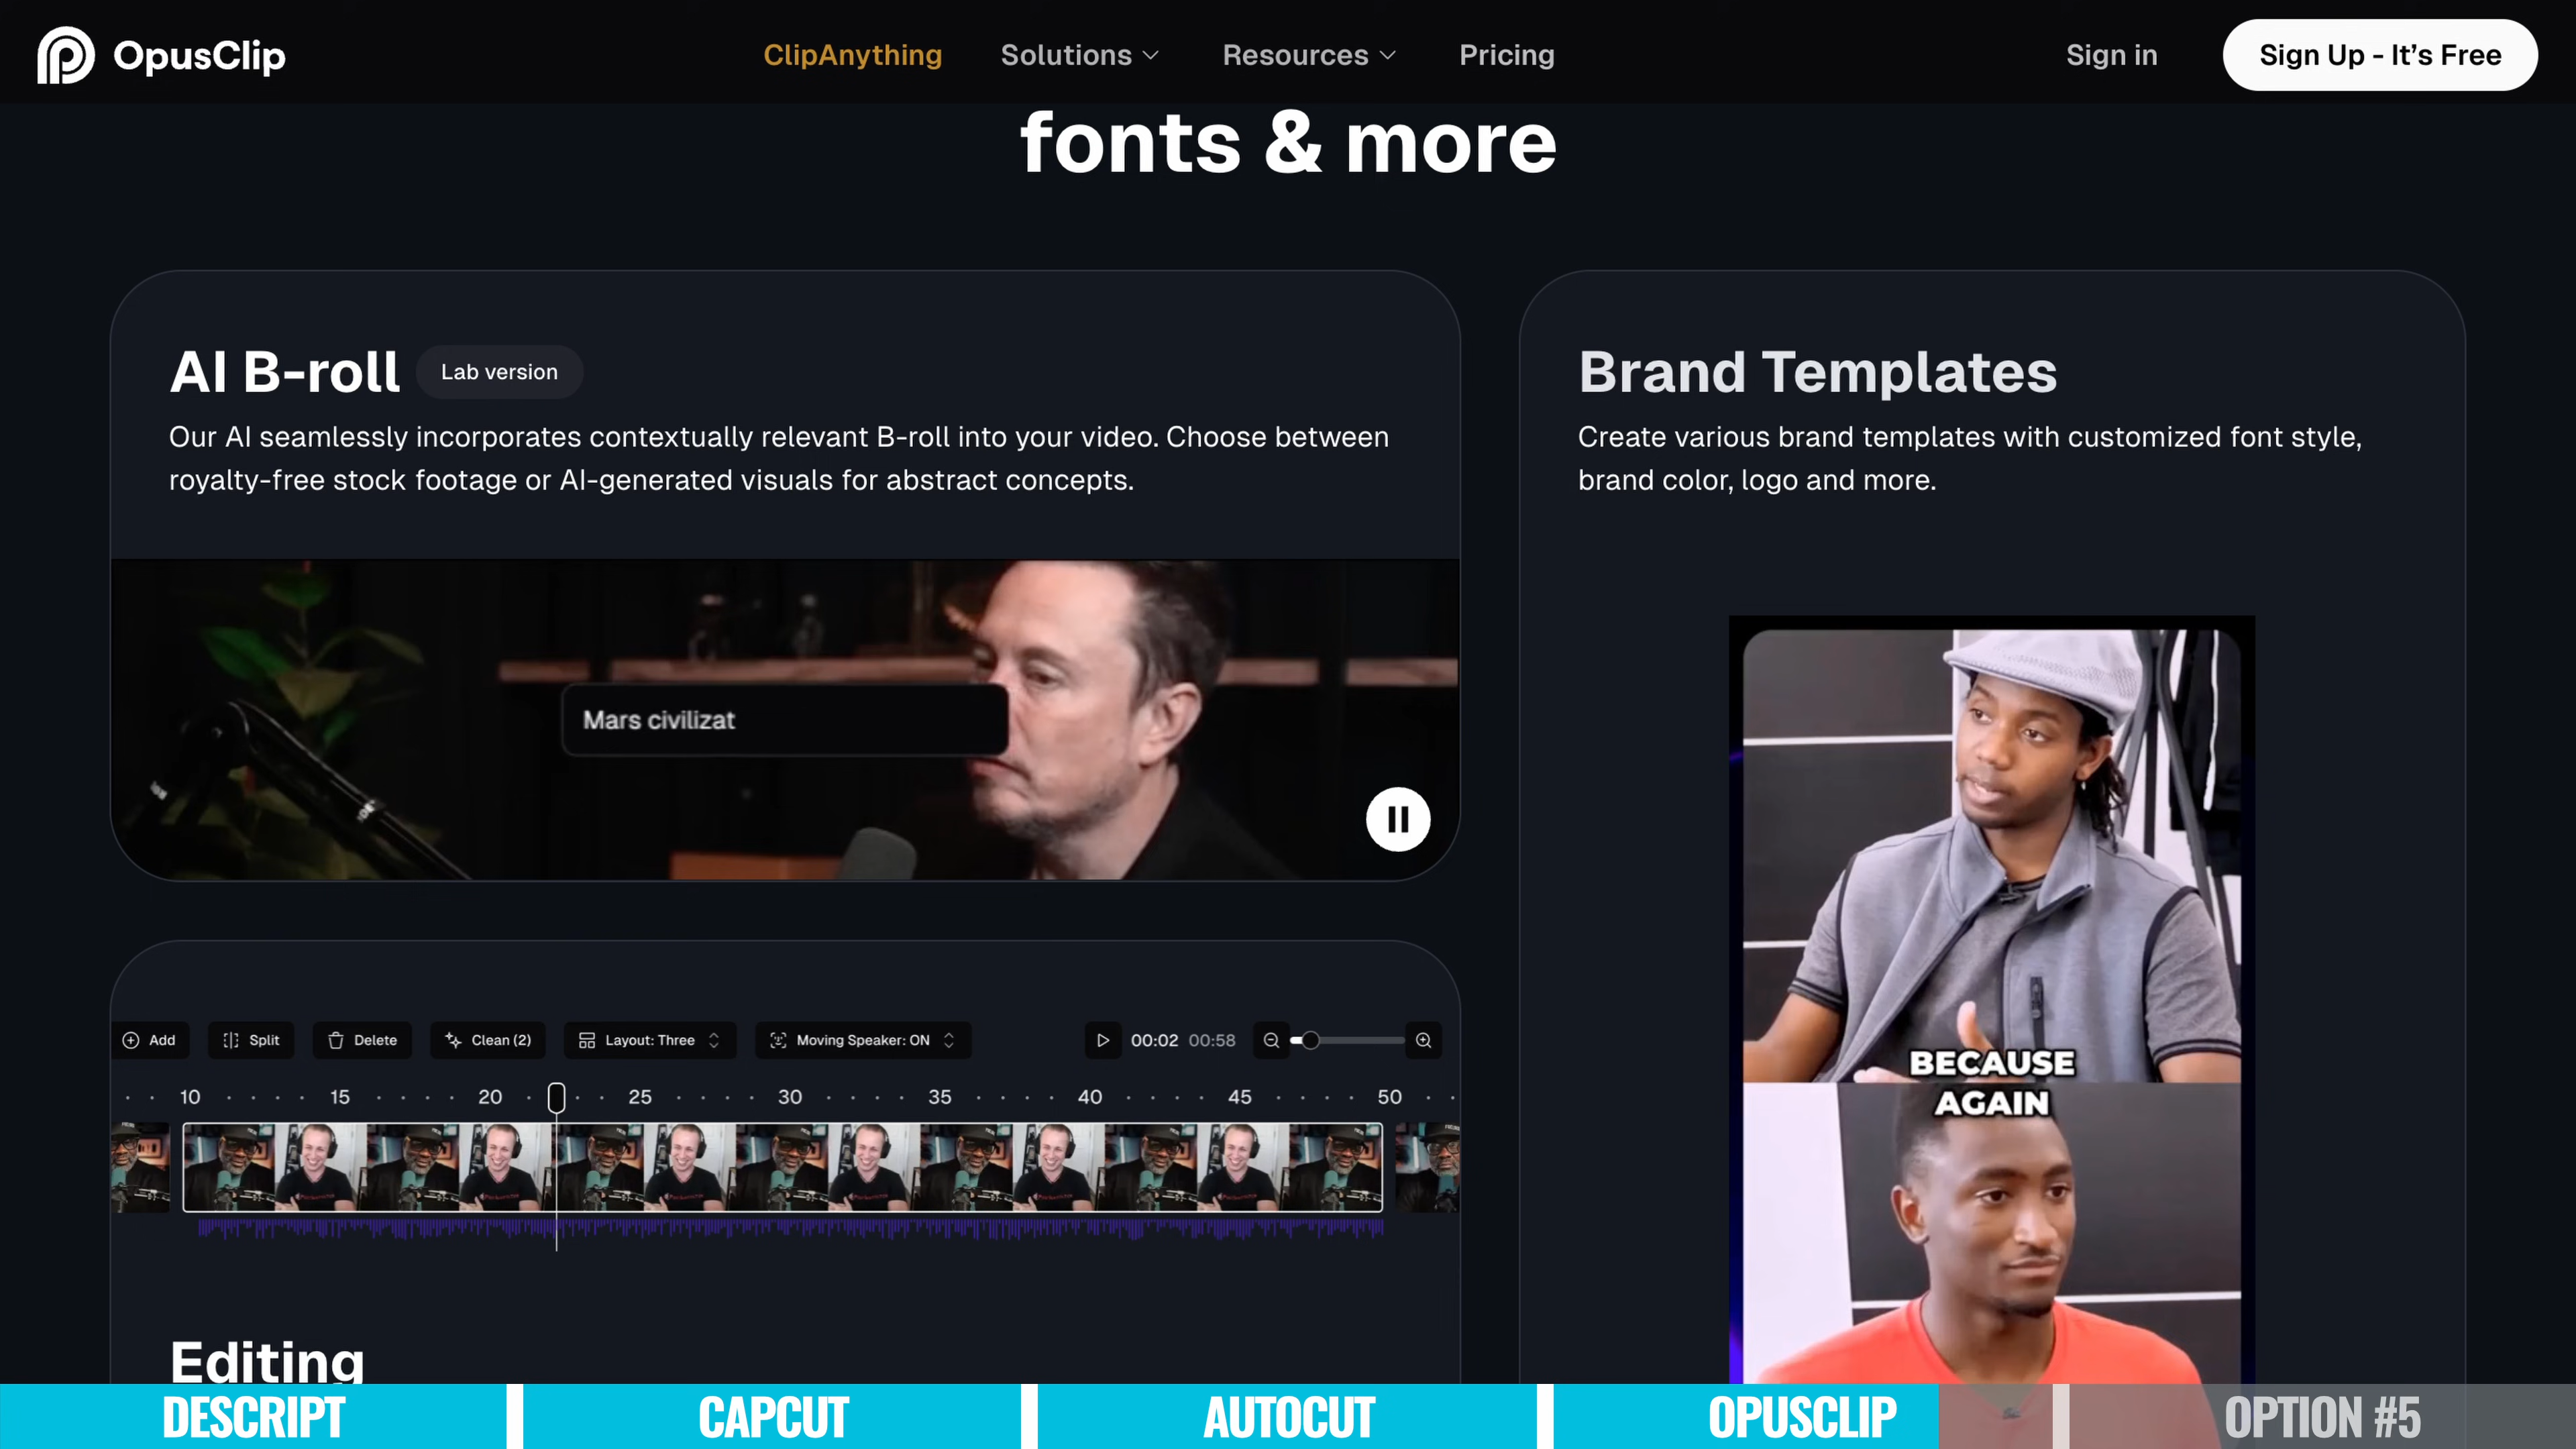 OpusClip
ClipAnything
Solutions
Resources
Pricing
Sign in
Sign Up - It's Free
fonts & more
AI B-roll
Lab version
Our AI seamlessly incorporates contextually relevant B-roll into your video. Choose between
royalty-free stock footage or AI-generated visuals for abstract concepts.
Mars civilizat
Brand Templates
Create various brand templates with customized font style,
brand color, logo and more.
BECAUSE
AGAIN
Add
Split
Delete
Clean (2)
Layout: Three
Moving Speaker: ON
00:02 00:58
10 15 20 25 30 35 40 45 50
Editing
DESCRIPT
CAPCUT
AUTOCUT
OPUSCLIP
OPTION #5